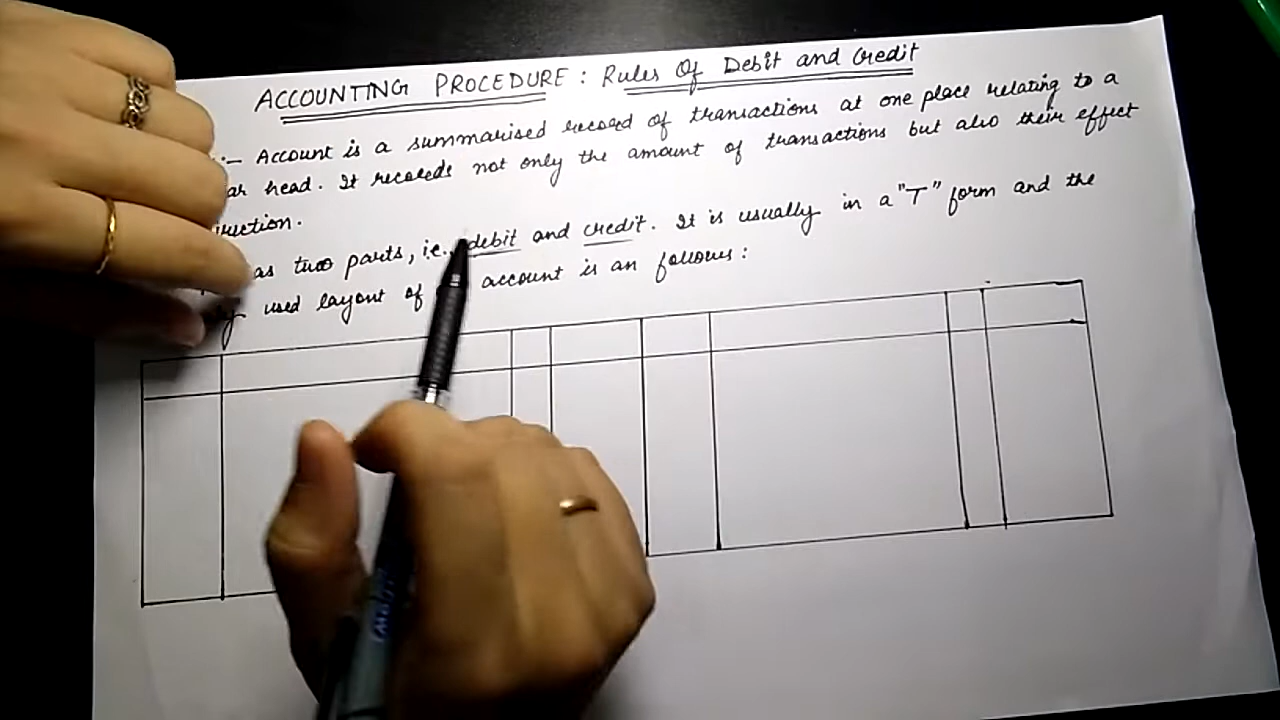 ACCOUNTING PROCEDURE : Rules Of Debit and Credit
:- Account is a summarised record of transactions at one place relating to a
head. It records not only the amount of transactions but also their effect
as two parts, i.e., debit and credit. It is usually in a "T" form and the
used layout of account is an follows :